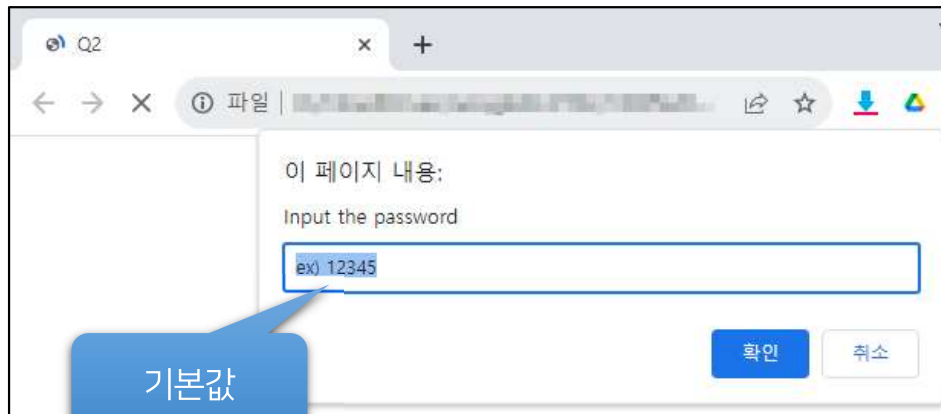 Q2
파일
이 페이지 내용:
Input the password
ex) 12345
확인 취소
기본값